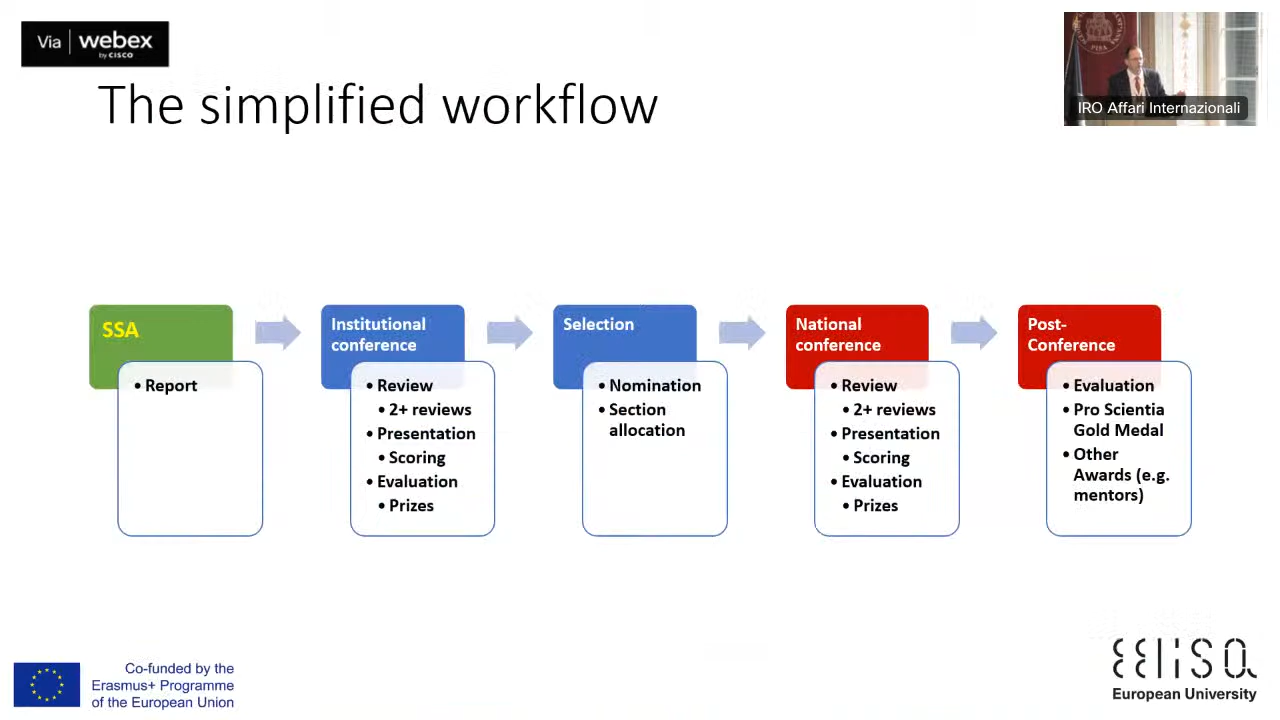 Via webex
by CISCO
The simplified workflow
IRO Affari Internazionali
SSA
• Report
Institutional
conference
• Review
• 2+ reviews
• Presentation
• Scoring
• Evaluation
• Prizes
Selection
• Nomination
• Section
allocation
National
conference
• Review
• 2+ reviews
• Presentation
• Scoring
• Evaluation
• Prizes
Post-
Conference
• Evaluation
• Pro Scientia
Gold Medal
• Other
Awards (e.g.
mentors)
Co-funded by the
Erasmus+ Programme
of the European Union
EELISA
European University